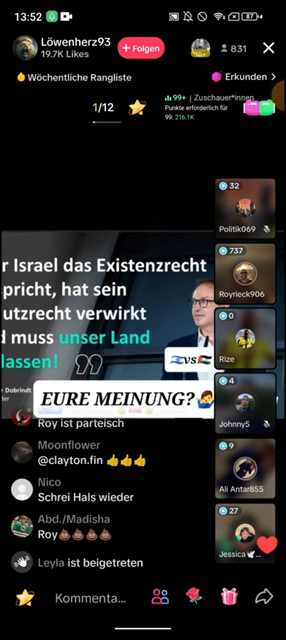 13:52
87
Löwenherz93
19.7K Likes
+ Folgen
831
Wöchentliche Rangliste
Erkunden >
1/12
99+ | Zuschauer*innen
Punkte erforderlich für
99: 216.1K
32
Politik069
r Israel das Existenzrecht
pricht, hat sein
utzrecht verwirkt
d muss unser Land
lassen!
Dobrindt
VS
EURE MEINUNG?
737
Royrieck906
0
Rize
4
JohnnyS
9
Ali Antar855
27
Jessica
Roy ist parteisch
Moonflower
@clayton.fin 👍👍👍
Nico
Schrei Hals wieder
Abd./Madisha
Roy💩💩💩💩
Leyla ist beigetreten
Kommenta...